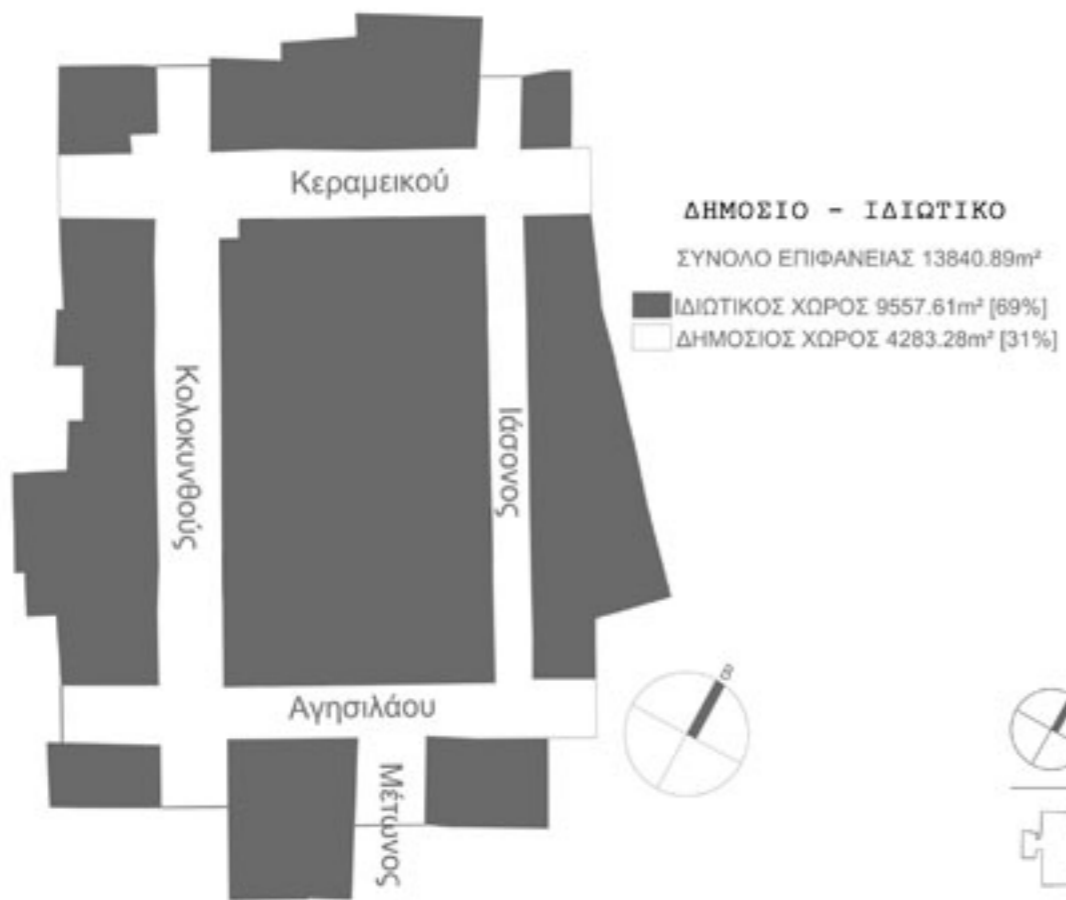 Κεραμεικού
ΔΗΜΟΣΙΟ - ΙΔΙΩΤΙΚΟ
ΣΥΝΟΛΟ ΕΠΙΦΑΝΕΙΑΣ 13840.89m²
ΙΔΙΩΤΙΚΟΣ ΧΩΡΟΣ 9557.61m² [69%]
ΔΗΜΟΣΙΟΣ ΧΩΡΟΣ 4283.28m² [31%]
Κολοκυνθούς
Ιάσονος
Αγησιλάου
Β
Μέτωνος